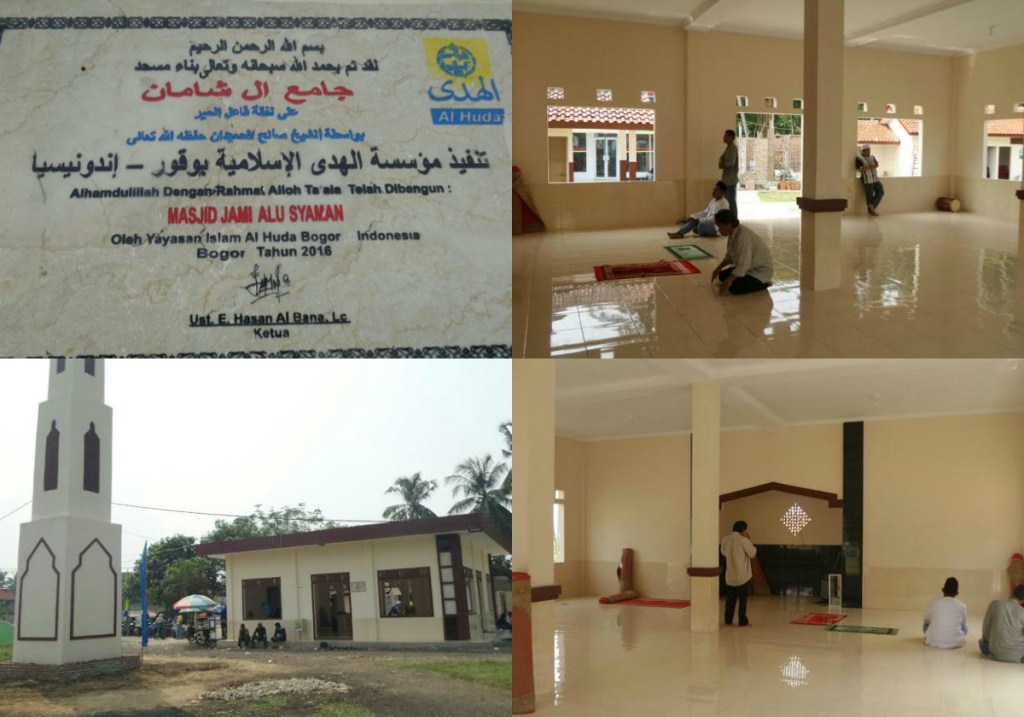 بسم الله الرحمن الرحيم
لقد تم بحمد الله سبحانه وتعالى بناء مسجد
جامع ال شامان
على نفقة فاعل الخير
بواسطة الشيخ صالح الحميدان حفظه الله تعالى
تنفيذ مؤسسة الهدى الإسلامية بوقور – إندونيسيا
الهدى
Al Huda
Alhamdulillah Dengan Rahmat Alloh Ta'ala Telah Dibangun :
MASJID JAMI ALU SYAMAN
Oleh Yayasan Islam Al Huda Bogor Indonesia
Bogor Tahun 2016
Ust. E. Hasan Al Bana, Lc
Ketua